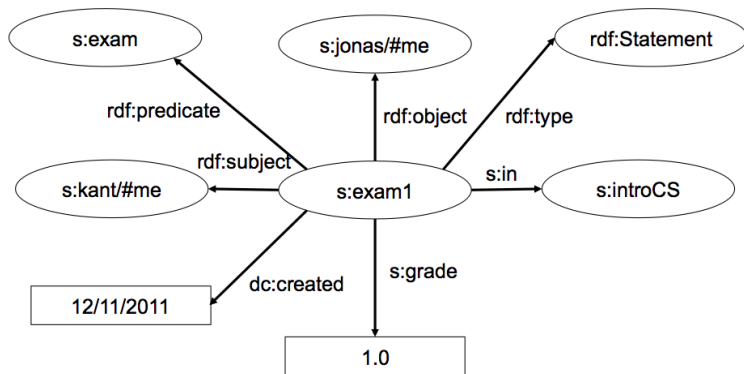 s:exam
s:jonas/#me
rdf:Statement
rdf:predicate
rdf:object
rdf:type
rdf:subject
s:kant/#me
s:exam1
s:in
s:introCS
dc:created
s:grade
12/11/2011
1.0